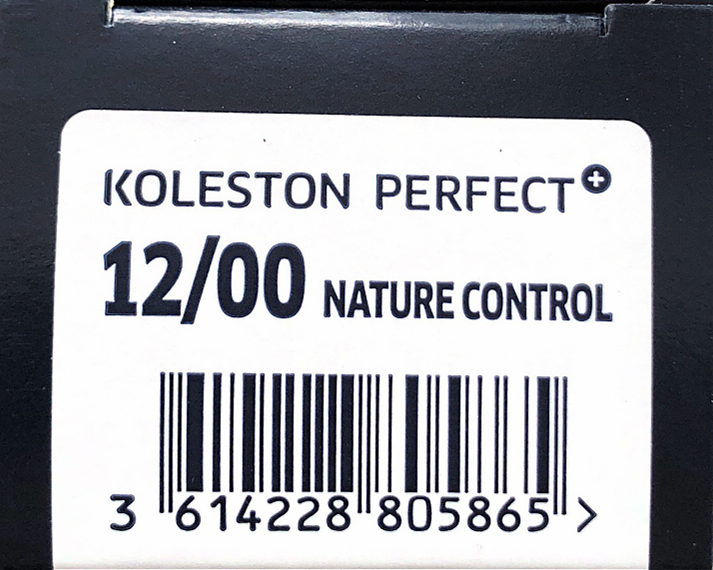 KOLESTON PERFECT+
12/00 NATURE CONTROL
3 614228 805865 >